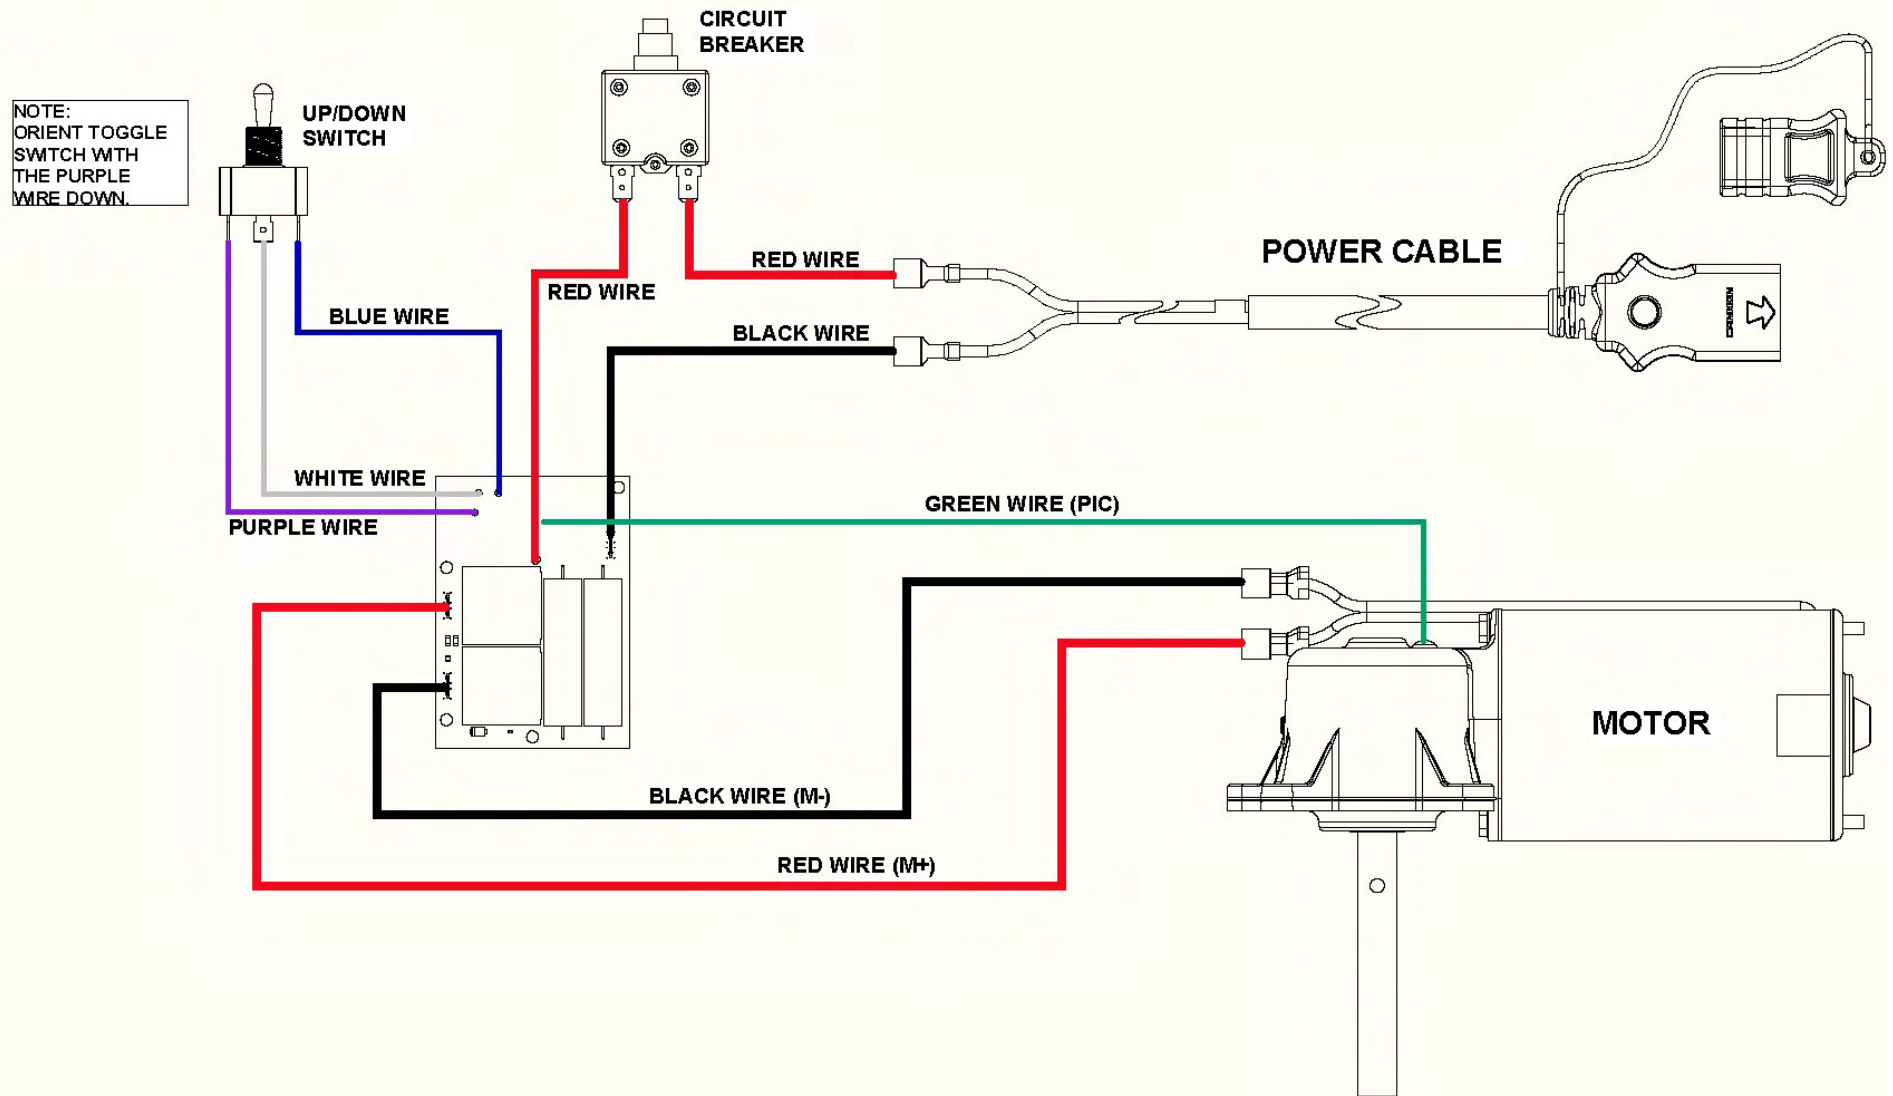 CIRCUIT
BREAKER
NOTE:
ORIENT TOGGLE
SWITCH WITH
THE PURPLE
WIRE DOWN.
UP/DOWN
SWITCH
POWER CABLE
RED WIRE
RED WIRE
BLUE WIRE
BLACK WIRE
WHITE WIRE
PURPLE WIRE
GREEN WIRE (PIC)
MOTOR
BLACK WIRE (M-)
RED WIRE (M+)